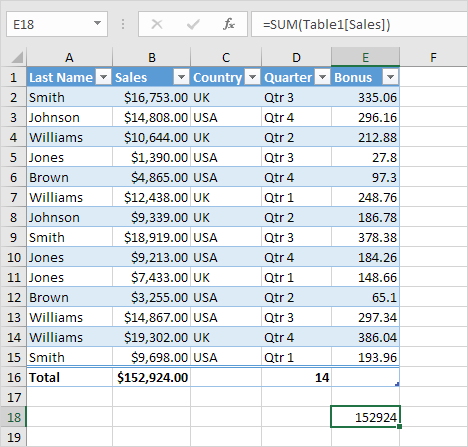 E18 fx =SUM(Table1[Sales])
A B C D E F
1 Last Name Sales Country Quarter Bonus
2 Smith $16,753.00 UK Qtr 3 335.06
3 Johnson $14,808.00 USA Qtr 4 296.16
4 Williams $10,644.00 UK Qtr 2 212.88
5 Jones $1,390.00 USA Qtr 3 27.8
6 Brown $4,865.00 USA Qtr 4 97.3
7 Williams $12,438.00 UK Qtr 1 248.76
8 Johnson $9,339.00 UK Qtr 2 186.78
9 Smith $18,919.00 USA Qtr 3 378.38
10 Jones $9,213.00 USA Qtr 4 184.26
11 Jones $7,433.00 UK Qtr 1 148.66
12 Brown $3,255.00 USA Qtr 2 65.1
13 Williams $14,867.00 USA Qtr 3 297.34
14 Williams $19,302.00 UK Qtr 4 386.04
15 Smith $9,698.00 USA Qtr 1 193.96
16 Total $152,924.00 14
17
18 152924
19